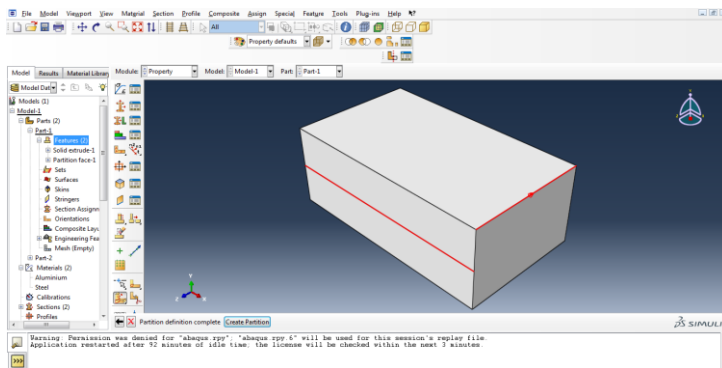 File Model Viewport View Material Section Profile Composite Assign Special Feature Tools Plug-ins Help
All
Property defaults
Model Results Material Library Module: Property Model: Model-1 Part: Part-1
Model Dat
Models (1)
Model-1
Parts (2)
Part-1
Features (2)
Solid extrude-1
Partition face-1
Sets
Surfaces
Skins
Stringers
Section Assignm
Orientations
Composite Layu
Engineering Fea
Mesh (Empty)
Part-2
Materials (2)
Aluminium
Steel
Calibrations
Sections (2)
Profiles
Y
Z X
Partition definition complete Create Partition
SIMULI
Warning: Permission was denied for "abaqus.rpy"; "abaqus.rpy.6" will be used for this session's replay file.
Application restarted after 92 minutes of idle time; the license will be checked within the next 3 minutes.
>>>